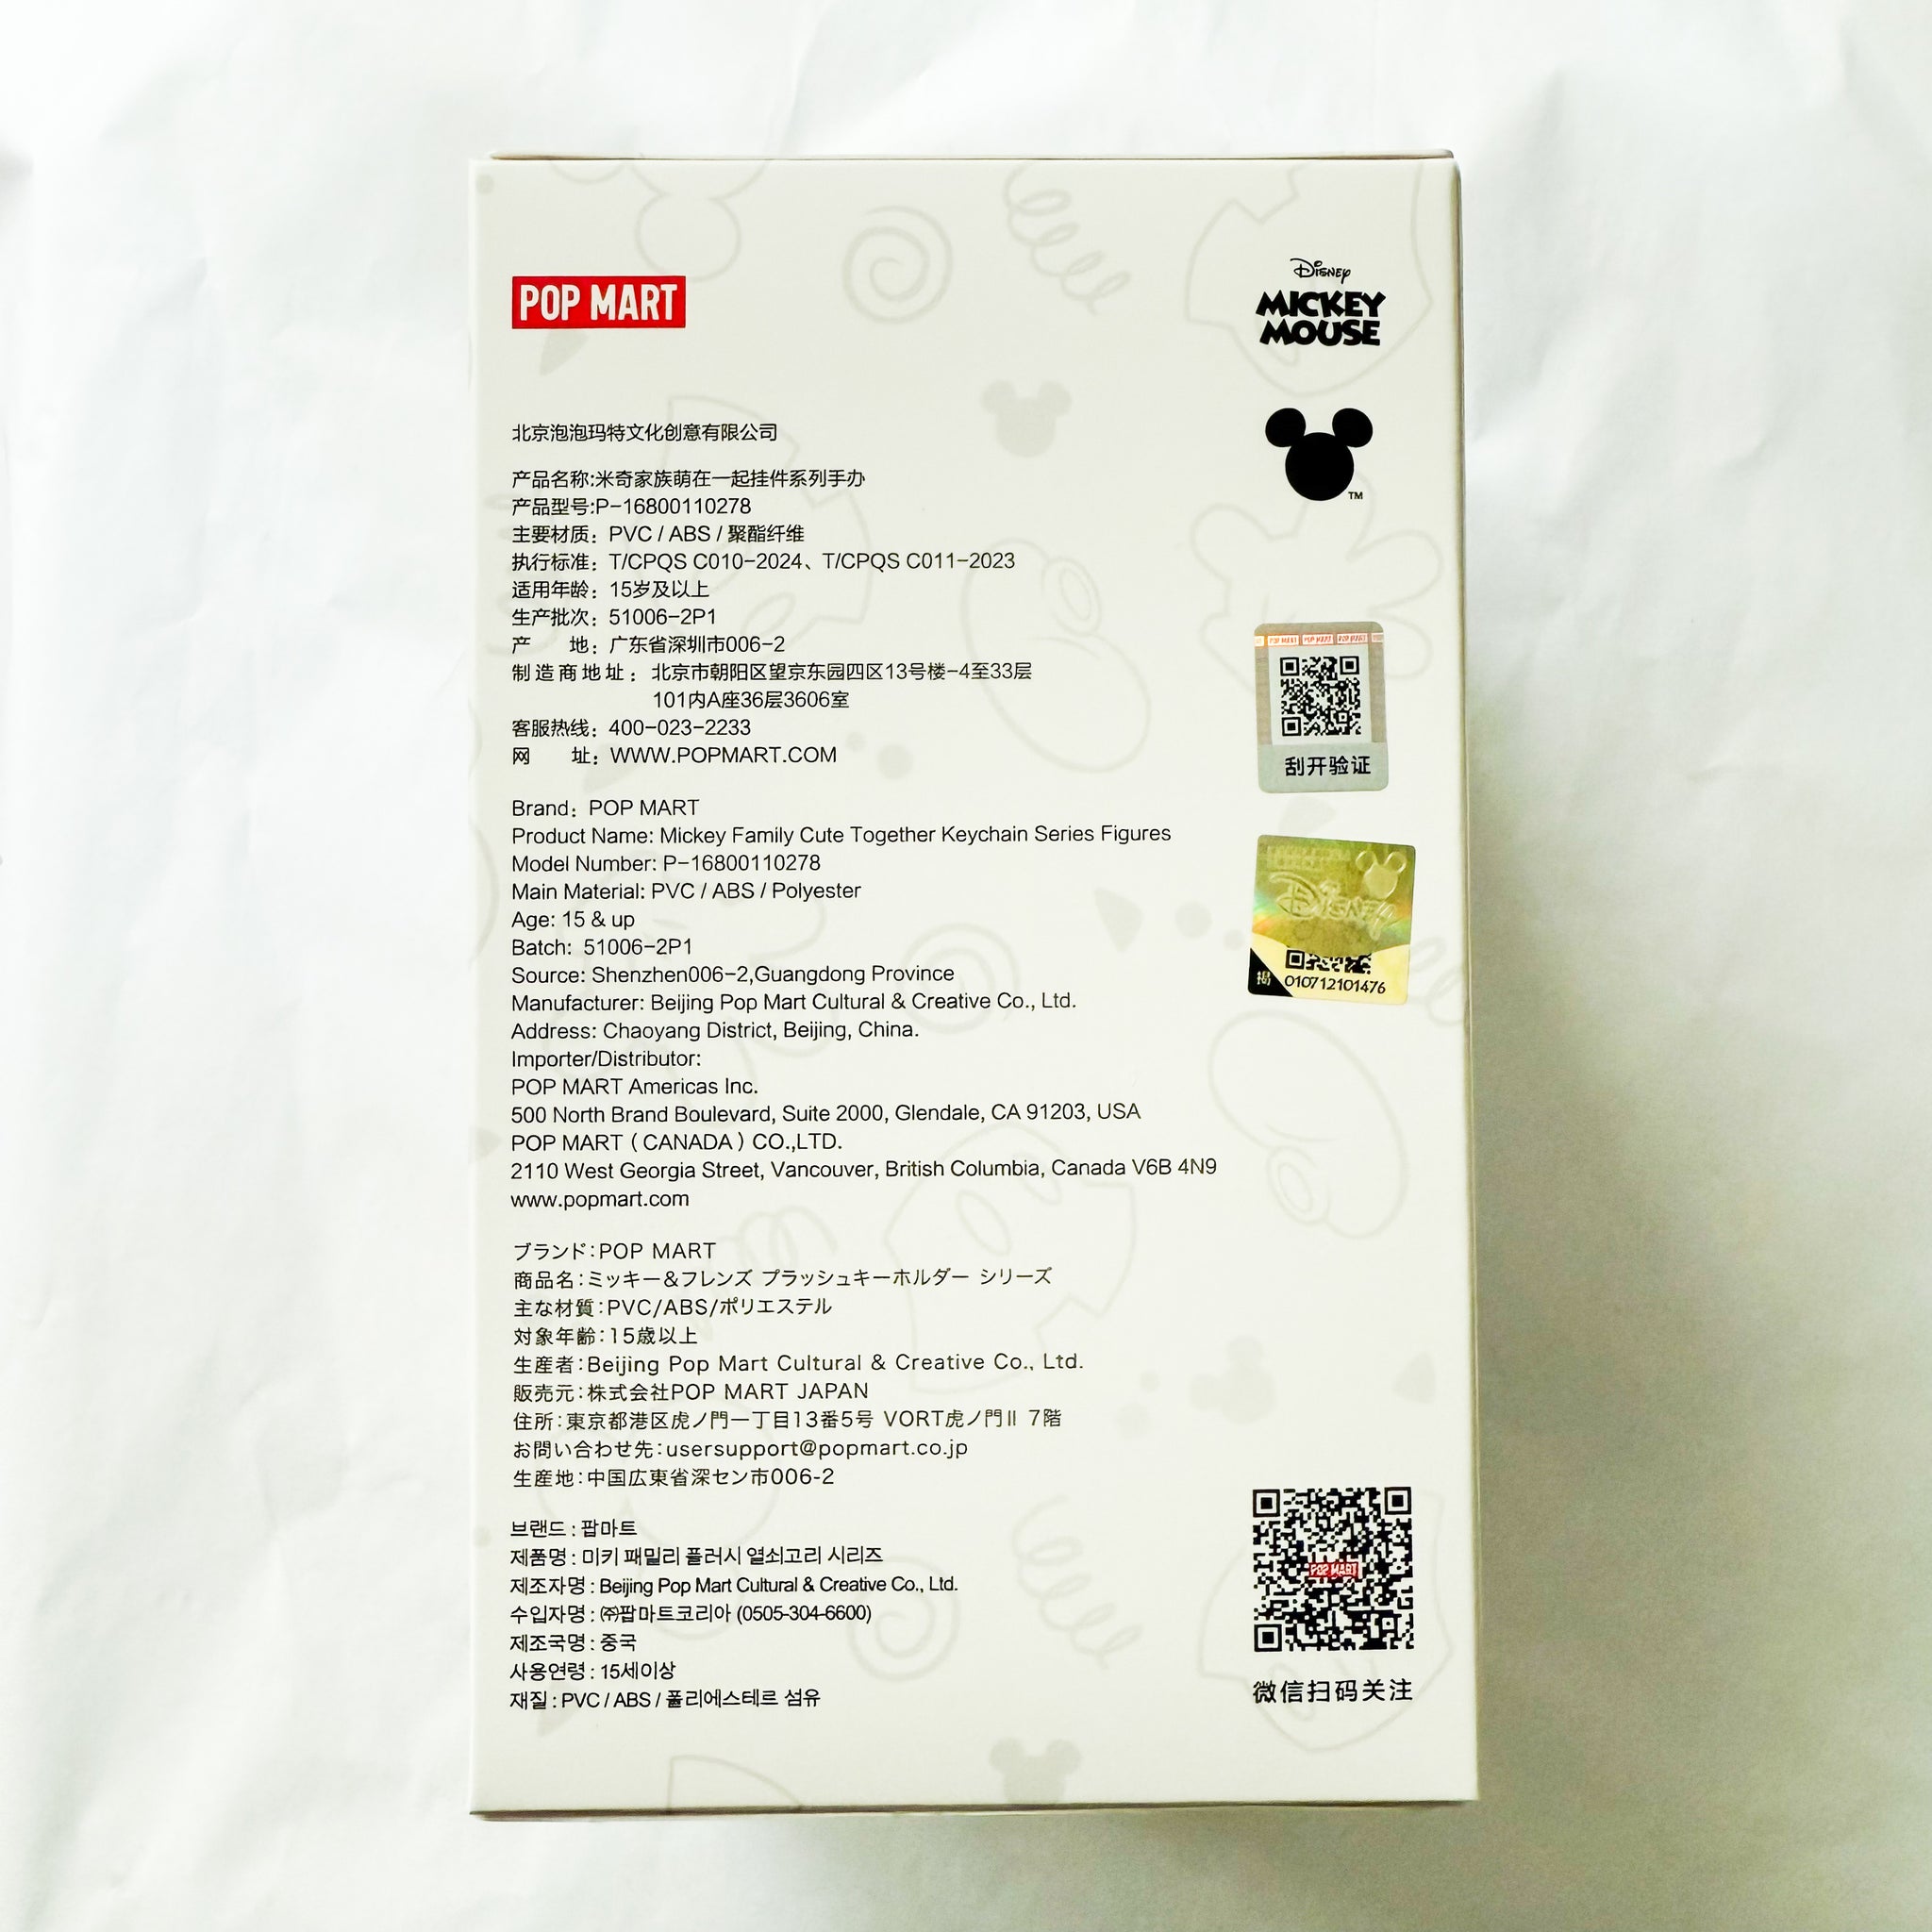 POP MART
Disney
MICKEY
MOUSE
TM
北京泡泡玛特文化创意有限公司
产品名称:米奇家族萌在一起挂件系列手办
产品型号:P-16800110278
主要材质：PVC / ABS / 聚酯纤维
执行标准：T/CPQS C010-2024、T/CPQS C011-2023
适用年龄：15岁及以上
生产批次：51006-2P1
产 地：广东省深圳市006-2
制造商地址：北京市朝阳区望京东园四区13号楼-4至33层
101内A座36层3606室
客服热线：400-023-2233
网 址：WWW.POPMART.COM
POP MART POP MART POP MART
刮开验证
Brand：POP MART
Product Name: Mickey Family Cute Together Keychain Series Figures
Model Number: P-16800110278
Main Material: PVC / ABS / Polyester
Age: 15 & up
Batch: 51006-2P1
Source: Shenzhen006-2,Guangdong Province
Manufacturer: Beijing Pop Mart Cultural & Creative Co., Ltd.
Address: Chaoyang District, Beijing, China.
Importer/Distributor:
POP MART Americas Inc.
500 North Brand Boulevard, Suite 2000, Glendale, CA 91203, USA
POP MART（CANADA）CO.,LTD.
2110 West Georgia Street, Vancouver, British Columbia, Canada V6B 4N9
www.popmart.com
Disney
揭 010712101476
ブランド:POP MART
商品名:ミッキー&フレンズ プラッシュキーホルダー シリーズ
主な材質:PVC/ABS/ポリエステル
対象年齢:15歳以上
生産者:Beijing Pop Mart Cultural & Creative Co., Ltd.
販売元:株式会社POP MART JAPAN
住所:東京都港区虎ノ門一丁目13番5号 VORT虎ノ門Ⅱ 7階
お問い合わせ先:usersupport@popmart.co.jp
生産地:中国広東省深セン市006-2
브랜드 : 팝마트
제품명 : 미키 패밀리 플러시 열쇠고리 시리즈
제조자명 : Beijing Pop Mart Cultural & Creative Co., Ltd.
수입자명 : ㈜팝마트코리아 (0505-304-6600)
제조국명 : 중국
사용연령 : 15세이상
재질 : PVC / ABS / 폴리에스테르 섬유
POP MART
微信扫码关注